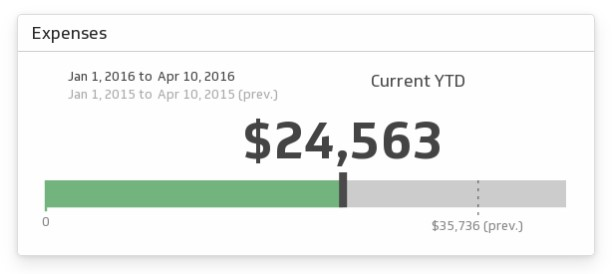 Expenses
Jan 1, 2016 to Apr 10, 2016
Current YTD
Jan 1, 2015 to Apr 10, 2015 (prev.)
$24,563
0
$35,736 (prev.)